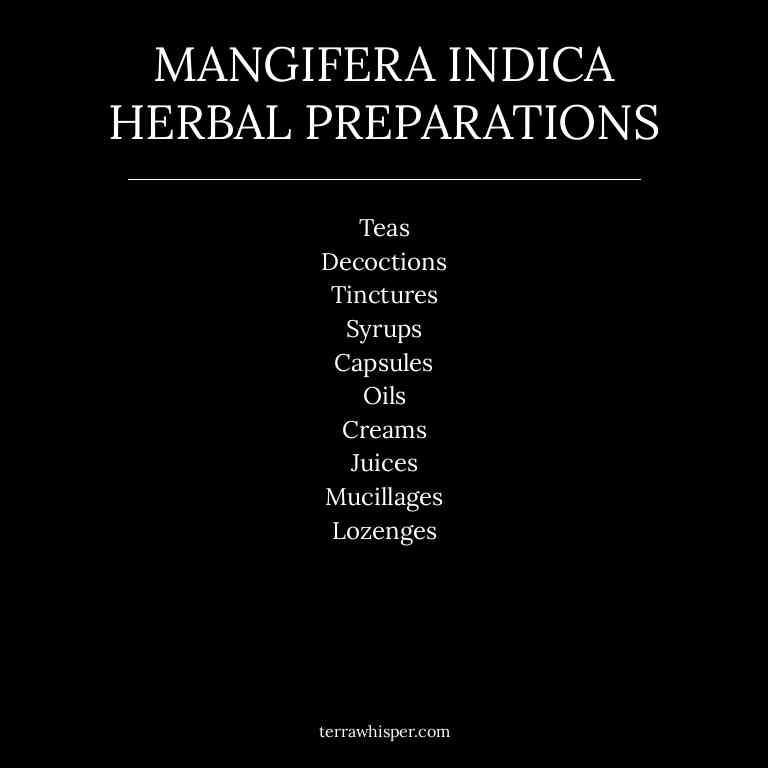 MANGIFERA INDICA
HERBAL PREPARATIONS
Teas
Decoctions
Tinctures
Syrups
Capsules
Oils
Creams
Juices
Mucillages
Lozenges
terrawhisper.com